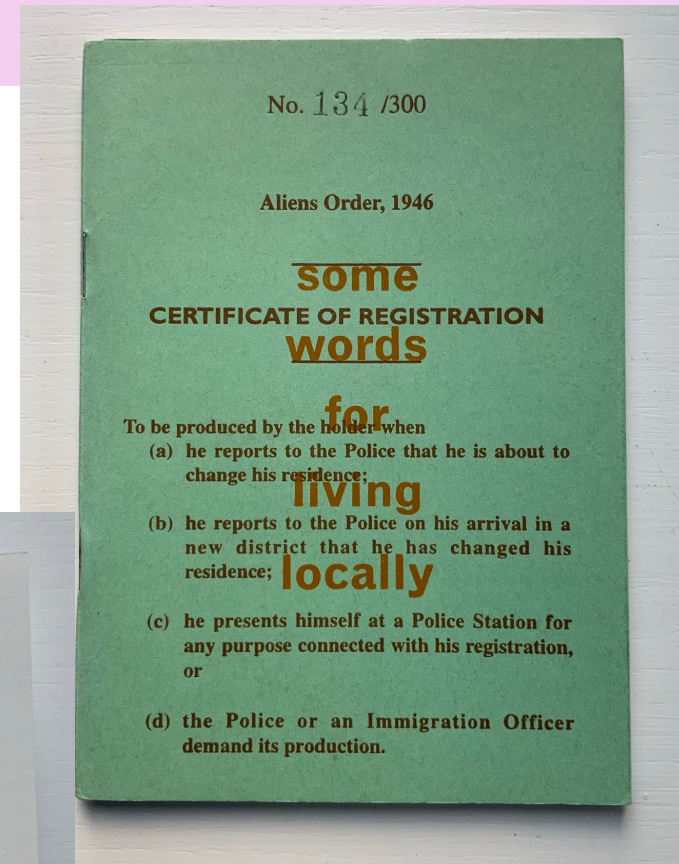 No. 134 /300
Aliens Order, 1946
some
CERTIFICATE OF REGISTRATION
words
for
To be produced by the holder when
(a) he reports to the Police that he is about to
change his residence;
living
(b) he reports to the Police on his arrival in a
new district that he has changed his
residence;
locally
(c) he presents himself at a Police Station for
any purpose connected with his registration,
or
(d) the Police or an Immigration Officer
demand its production.